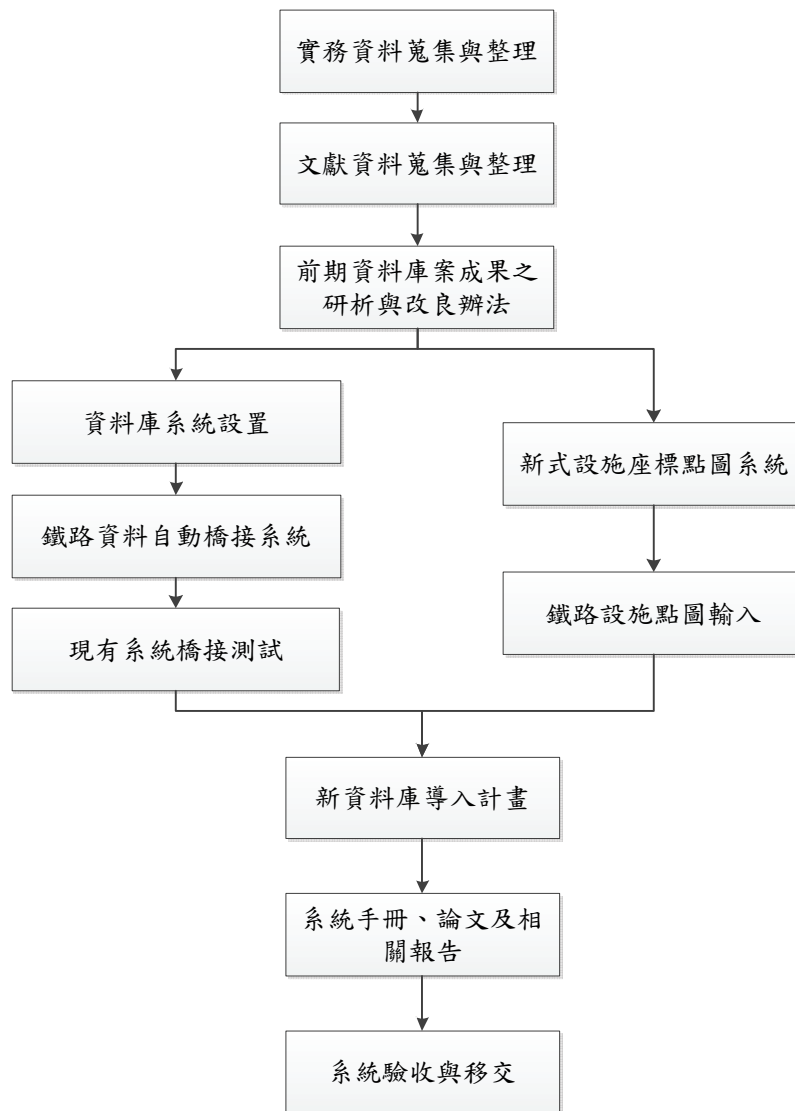 實務資料蒐集與整理
文獻資料蒐集與整理
前期資料庫案成果之
研析與改良辦法
資料庫系統設置
鐵路資料自動橋接系統
現有系統橋接測試
新式設施座標點圖系統
鐵路設施點圖輸入
新資料庫導入計畫
系統手冊、論文及相
關報告
系統驗收與移交